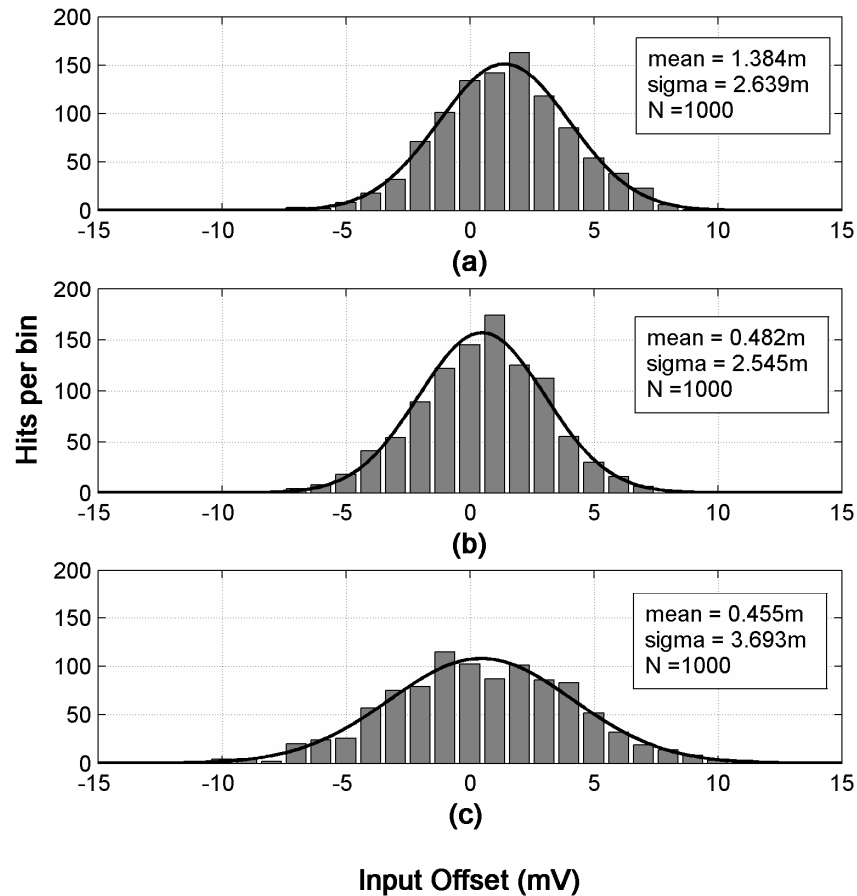 200
150
100
50
0
mean = 1.384m
sigma = 2.639m
N =1000
-15 -10 -5 0 5 10 15
(a)
Hits per bin
200
150
100
50
0
mean = 0.482m
sigma = 2.545m
N =1000
-15 -10 -5 0 5 10 15
(b)
200
150
100
50
0
mean = 0.455m
sigma = 3.693m
N =1000
-15 -10 -5 0 5 10 15
(c)
Input Offset (mV)